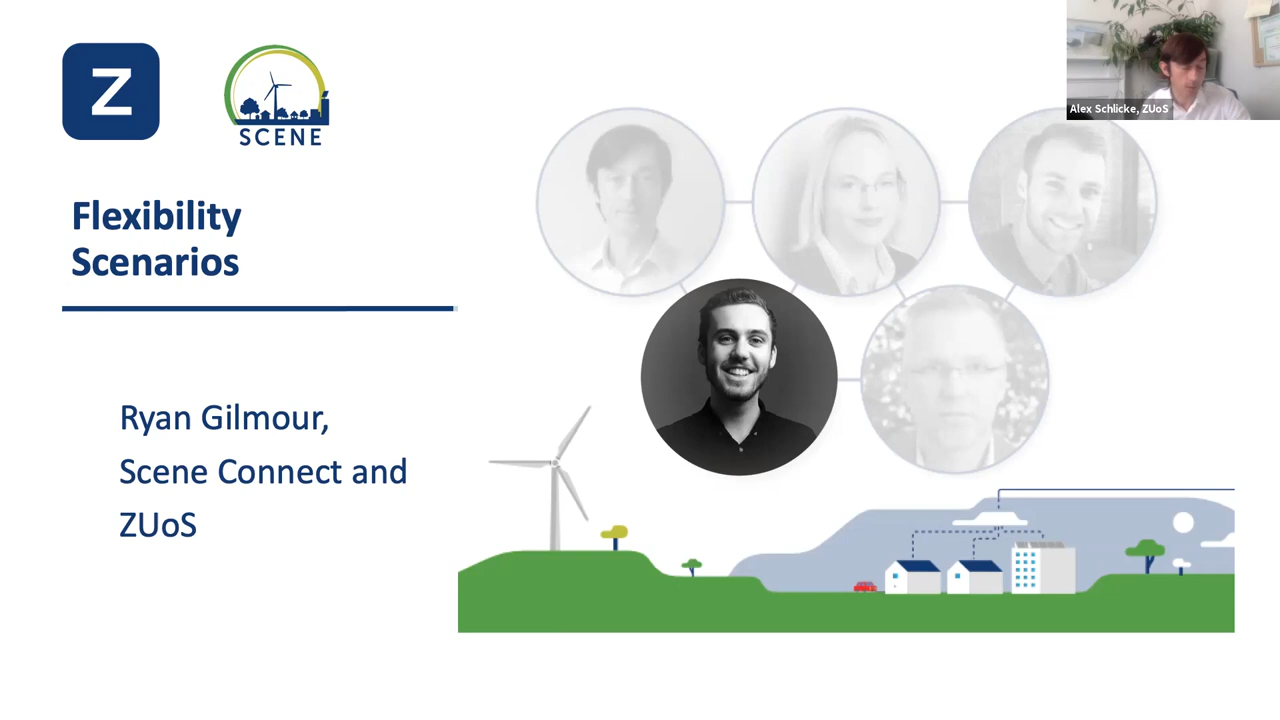 Z
SCENE
Alex Schlicke, ZUoS
Flexibility
Scenarios
Ryan Gilmour,
Scene Connect and
ZUoS